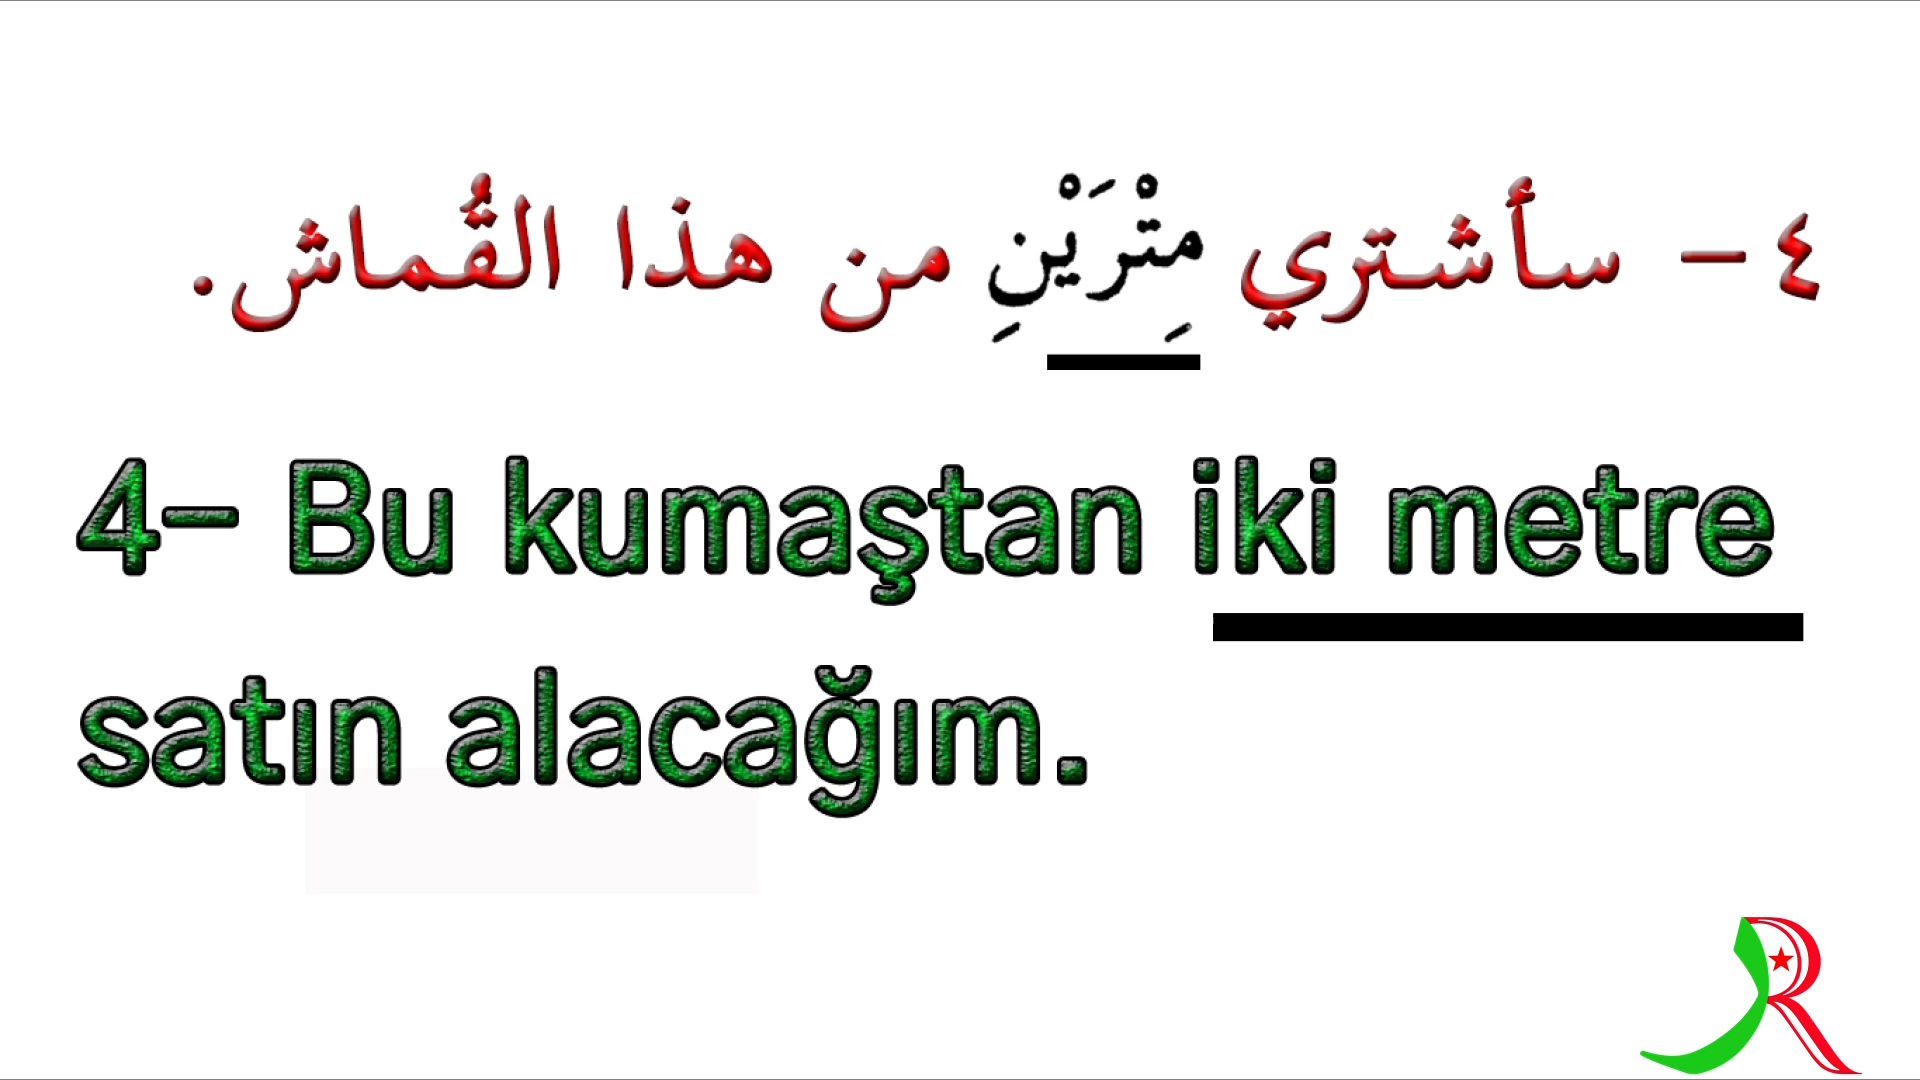 ٤ – سأشتري مِتْرَيْنِ من هذا القُماش.
4– Bu kumaştan iki metre
satın alacağım.